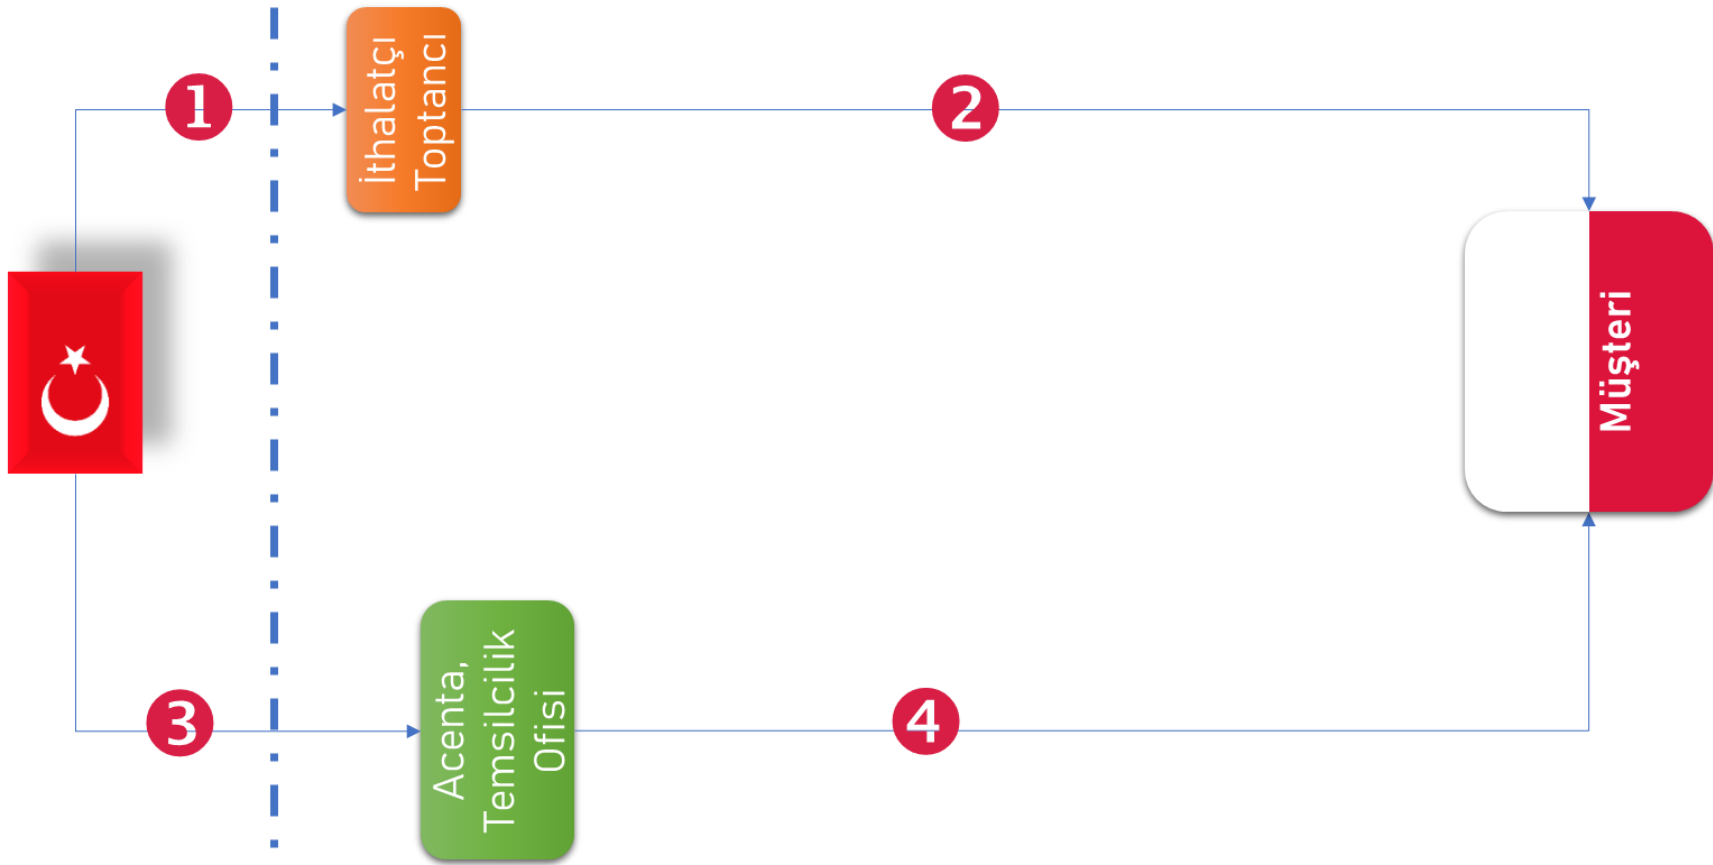 1
İthalatçı
Toptancı
2
Müşteri
3
Acenta,
Temsilcilik
Ofisi
4